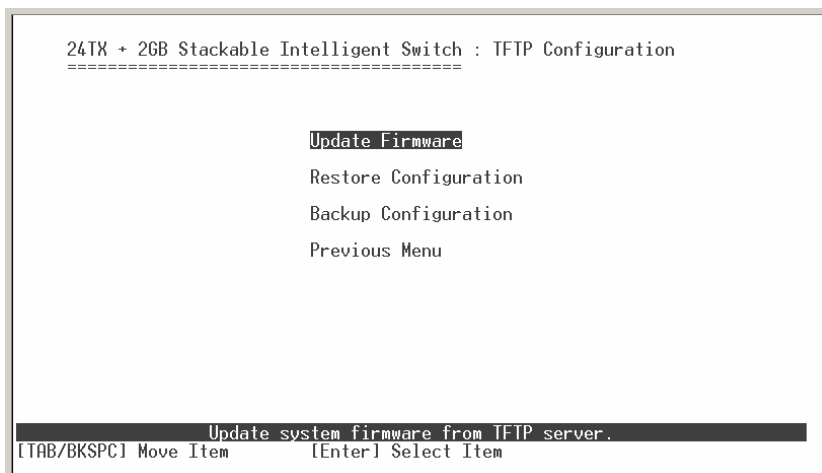 24TX + 2GB Stackable Intelligent Switch : TFTP Configuration
=======================================
Update Firmware
Restore Configuration
Backup Configuration
Previous Menu
Update system firmware from TFTP server.
[TAB/BKSPC] Move Item [Enter] Select Item